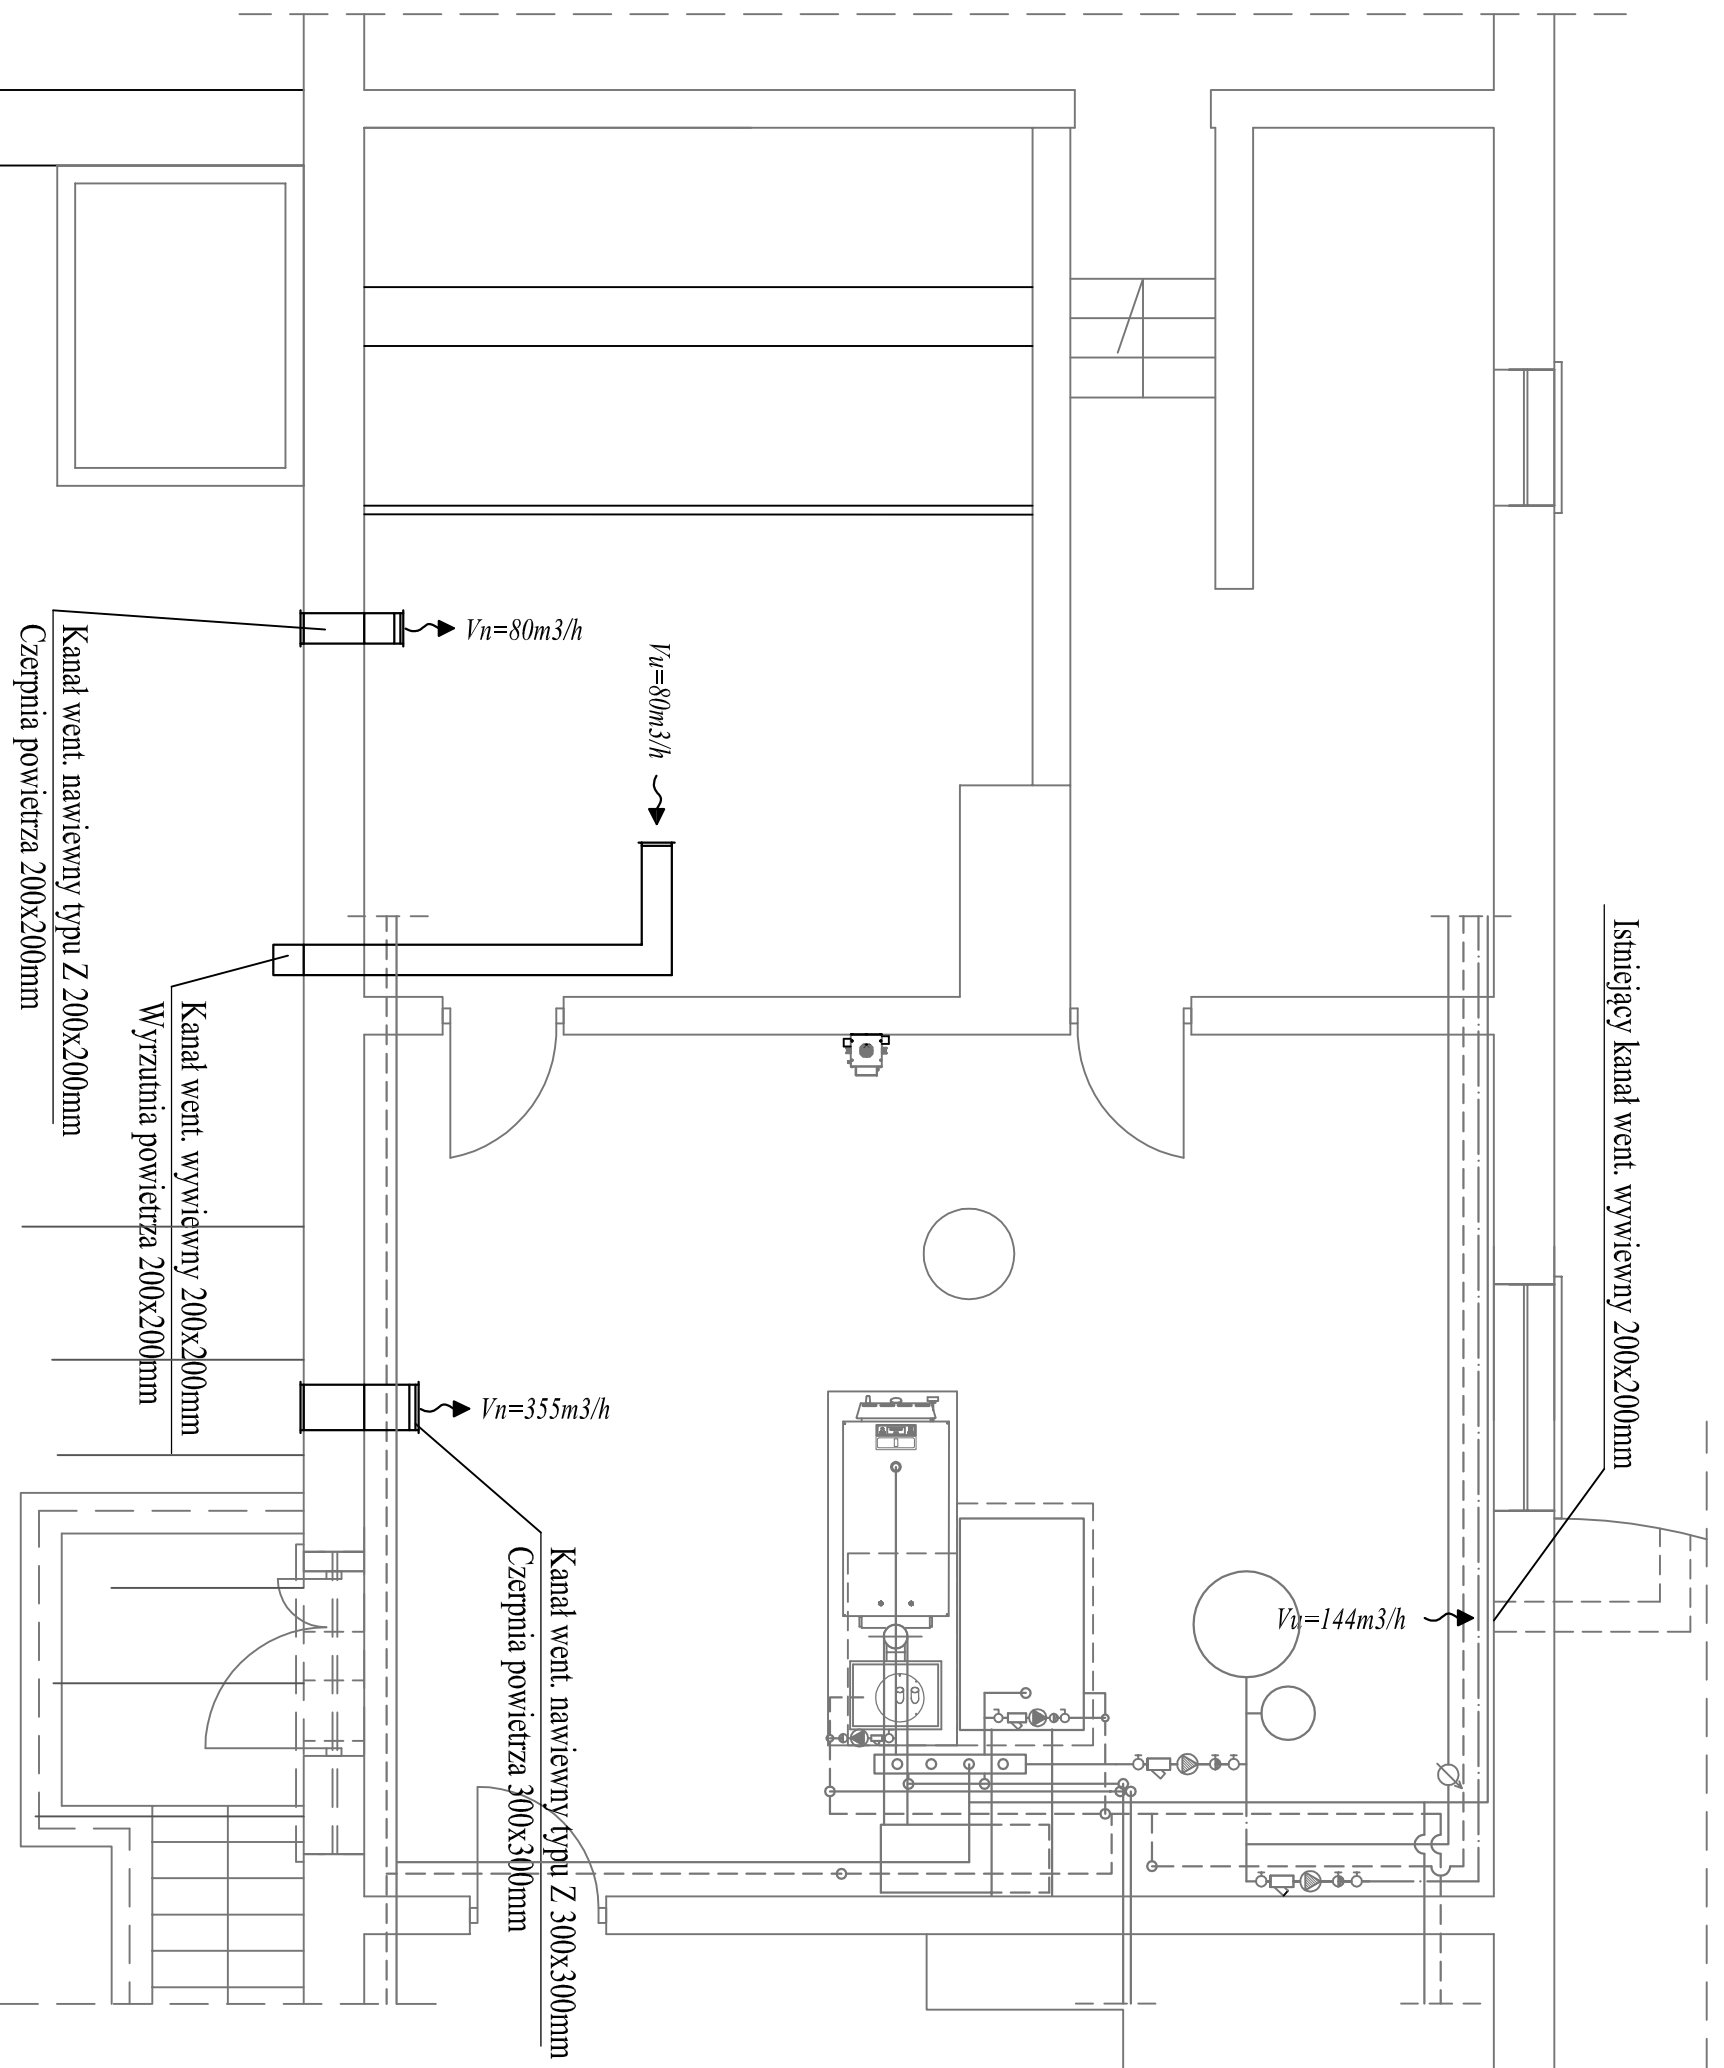 Vn=80m3/h
Vu=80m3/h
Kanał went. nawiewny typu Z 200x200mm
Czerpnia powietrza 200x200mm
Kanał went. wywiewny 200x200mm
Wyrzutnia powietrza 200x200mm
Istniejący kanał went. wywiewny 200x200mm
Vn=355m3/h
Kanał went. nawiewny typu Z 300x300mm
Czerpnia powietrza 300x300mm
Vu=144m3/h